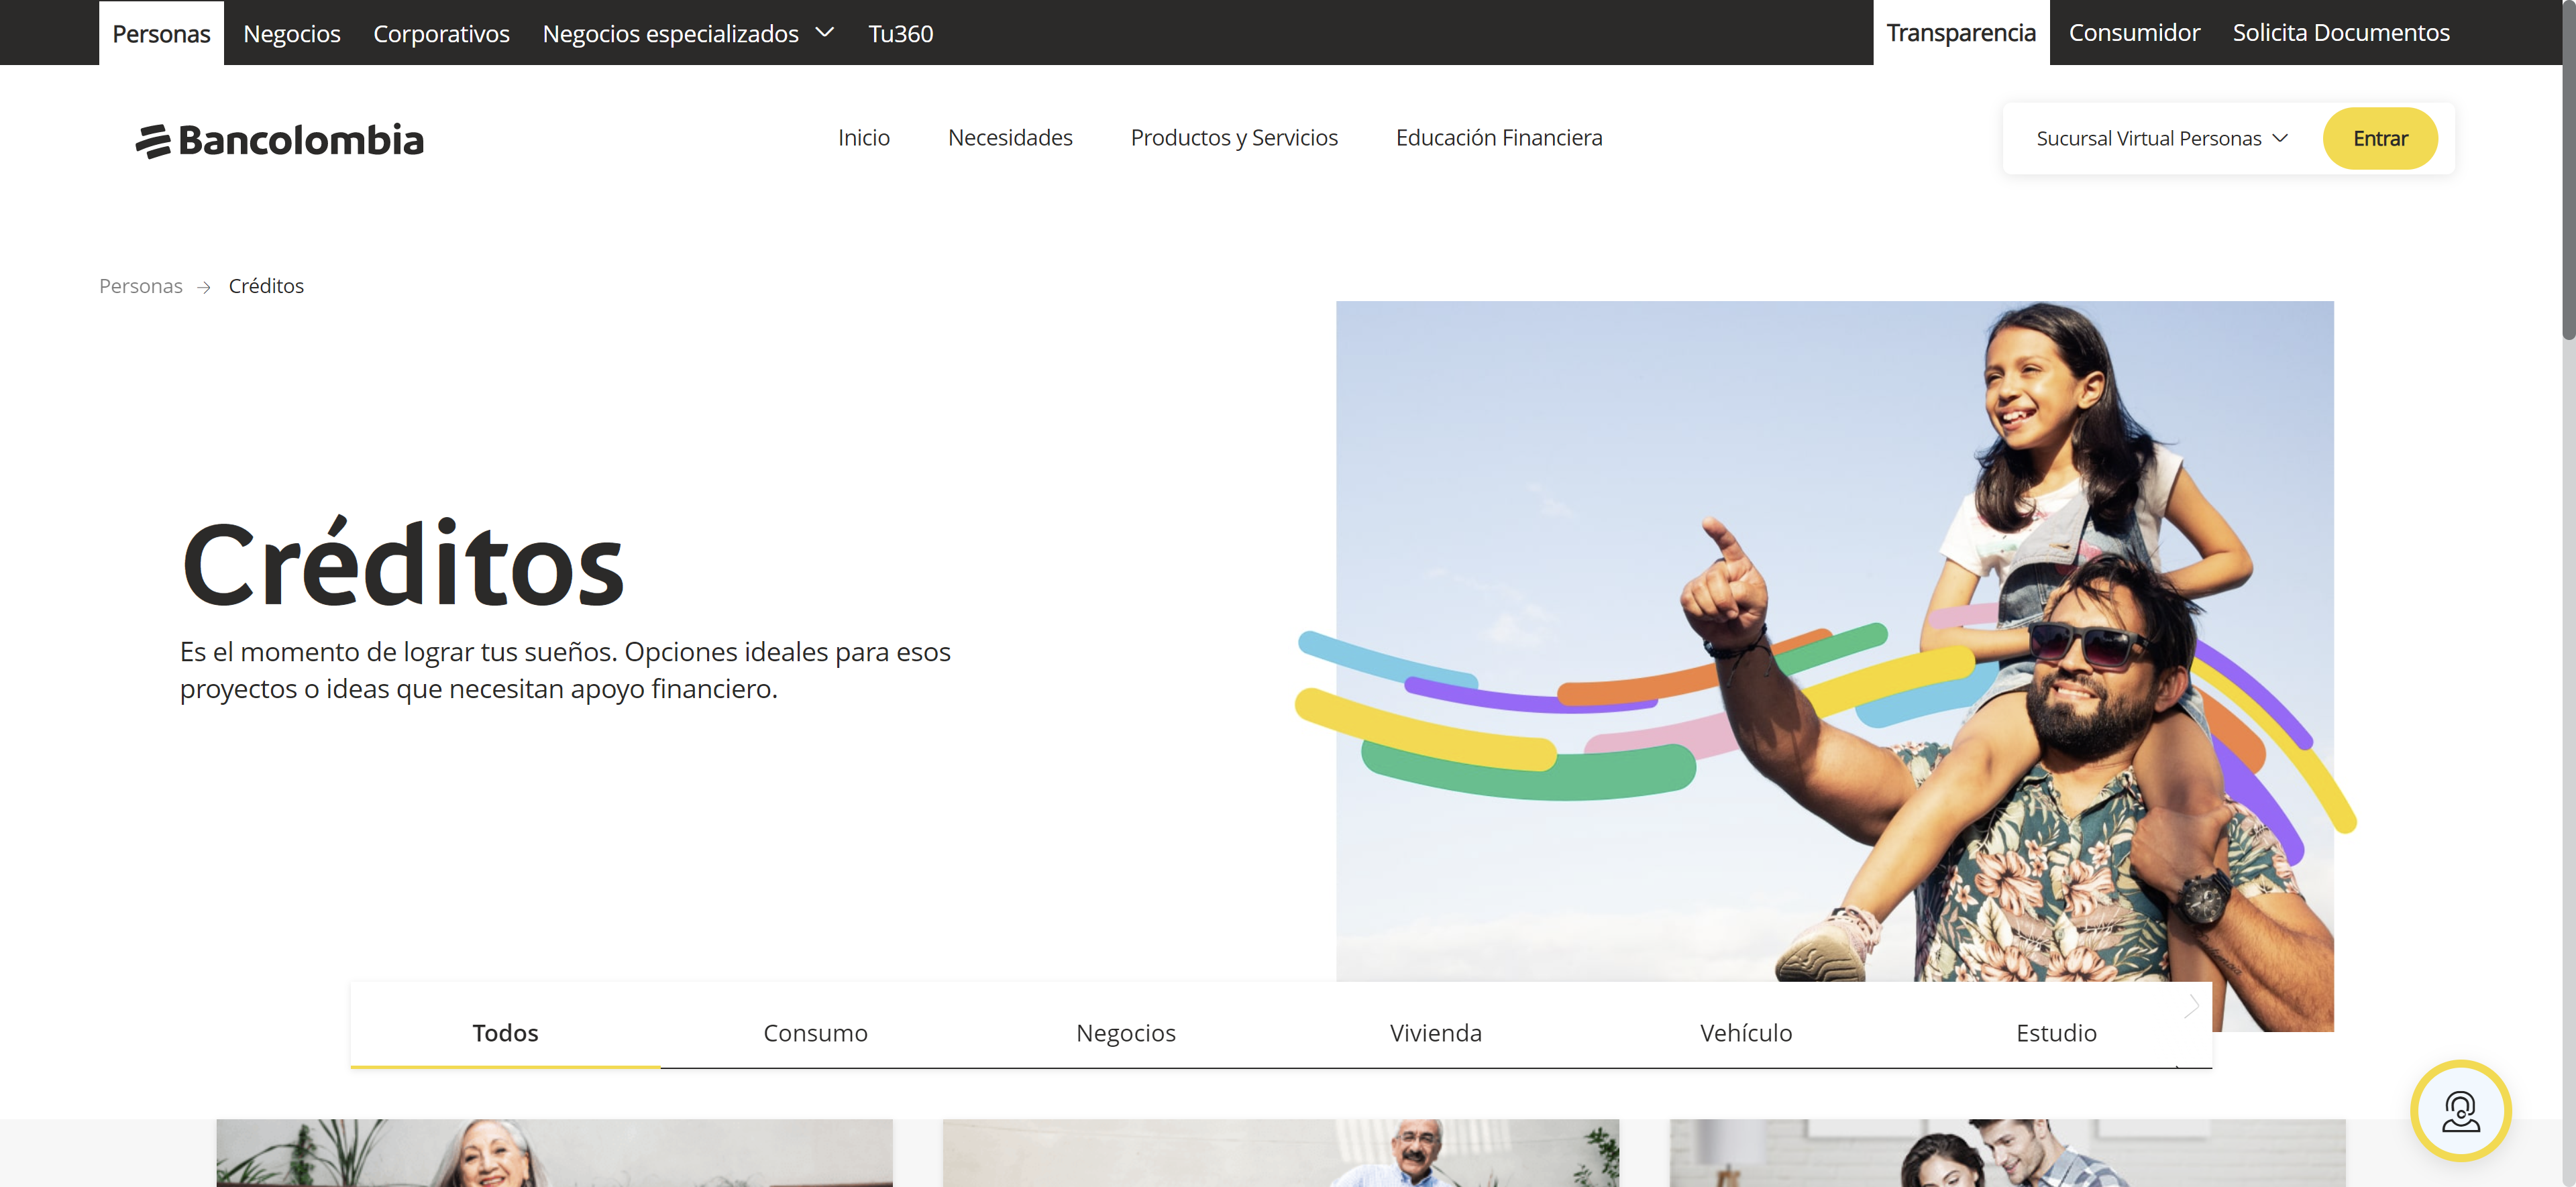 Personas Negocios Corporativos Negocios especializados Tu360 Transparencia Consumidor Solicita Documentos
Bancolombia Inicio Necesidades Productos y Servicios Educación Financiera Sucursal Virtual Personas Entrar
Personas → Créditos
Créditos
Es el momento de lograr tus sueños. Opciones ideales para esos
proyectos o ideas que necesitan apoyo financiero.
Todos Consumo Negocios Vivienda Vehículo Estudio